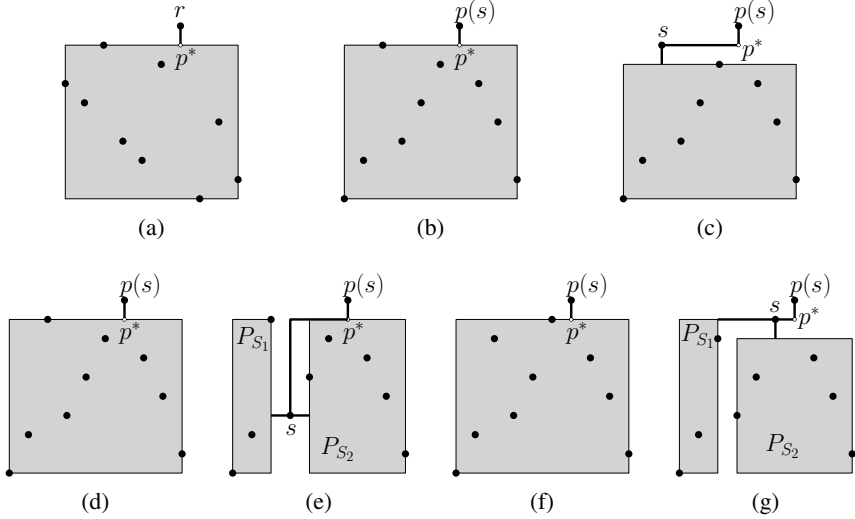 r
p*
(a)
p(s)
p*
(b)
p(s)
s
p*
(c)
p(s)
p*
(d)
p(s)
P_{S_1}
p*
s
P_{S_2}
(e)
p(s)
p*
(f)
p(s)
s
p*
P_{S_1}
P_{S_2}
(g)